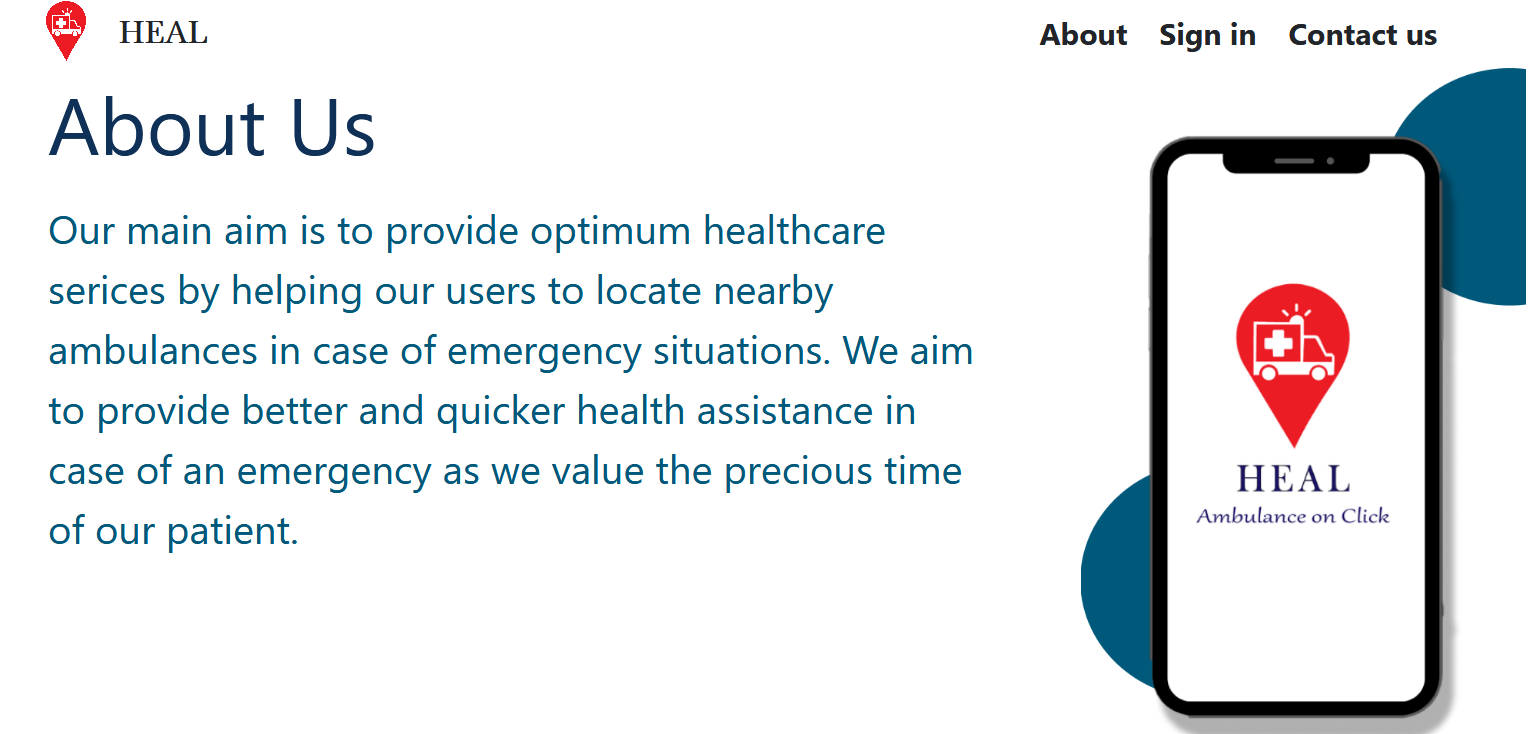 HEAL
About Sign in Contact us
About Us
Our main aim is to provide optimum healthcare
serices by helping our users to locate nearby
ambulances in case of emergency situations. We aim
to provide better and quicker health assistance in
case of an emergency as we value the precious time
of our patient.
HEAL
Ambulance on Click